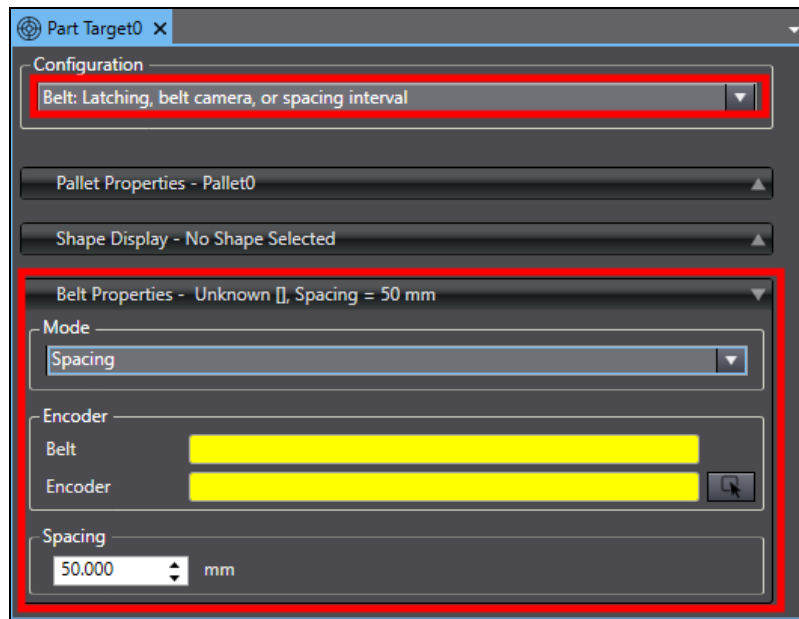 Part Target0
Configuration
Belt: Latching, belt camera, or spacing interval
Pallet Properties - Pallet0
Shape Display - No Shape Selected
Belt Properties - Unknown [], Spacing = 50 mm
Mode
Spacing
Encoder
Belt
Encoder
Spacing
50.000 mm